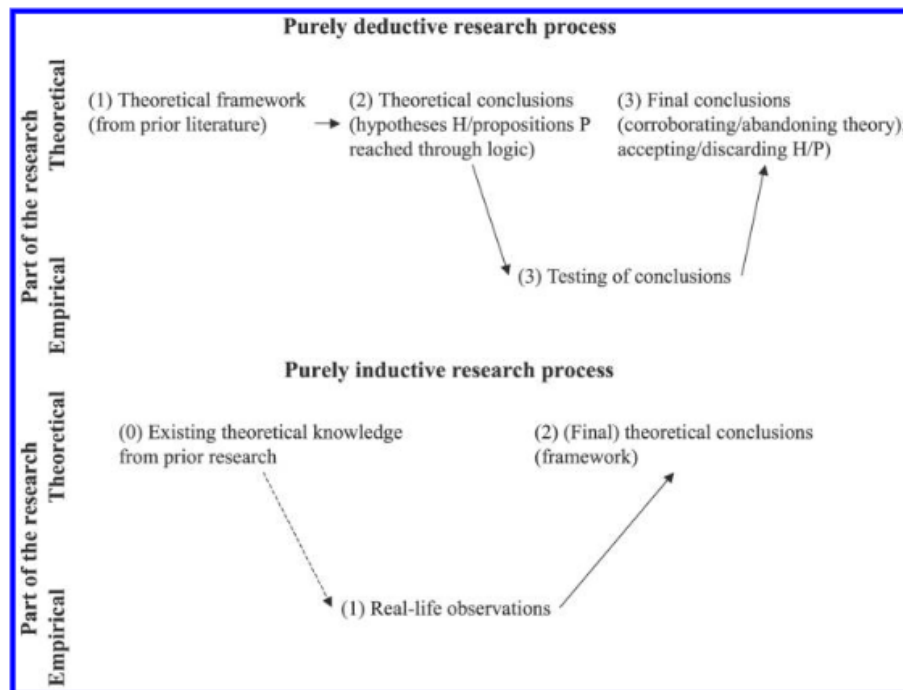 Purely deductive research process
Part of the research
Theoretical
Empirical
(1) Theoretical framework
(from prior literature)
(2) Theoretical conclusions
(hypotheses H/propositions P
reached through logic)
(3) Final conclusions
(corroborating/abandoning theory);
accepting/discarding H/P)
(3) Testing of conclusions
Purely inductive research process
Part of the research
Theoretical
Empirical
(0) Existing theoretical knowledge
from prior research
(2) (Final) theoretical conclusions
(framework)
(1) Real-life observations